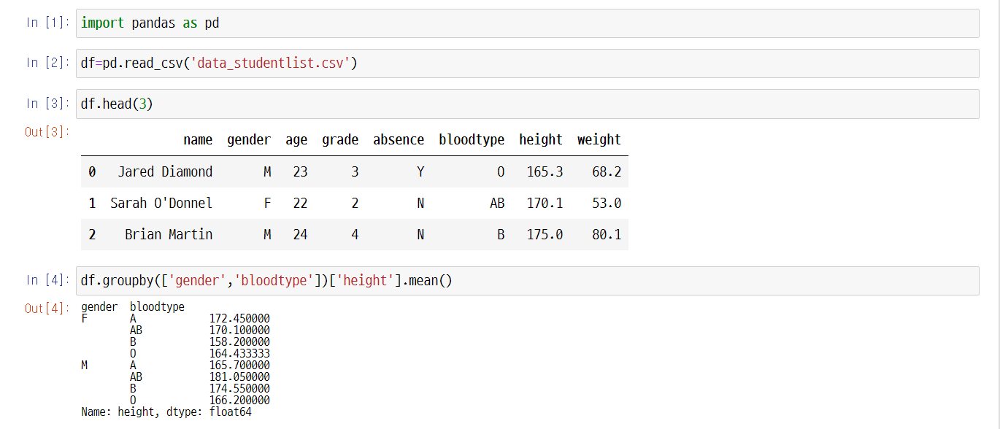 In [1]: import pandas as pd
In [2]: df=pd.read_csv('data_studentlist.csv')
In [3]: df.head(3)
Out[3]:
name gender age grade absence bloodtype height weight
0 Jared Diamond M 23 3 Y O 165.3 68.2
1 Sarah O'Donnel F 22 2 N AB 170.1 53.0
2 Brian Martin M 24 4 N B 175.0 80.1
In [4]: df.groupby(['gender','bloodtype'])['height'].mean()
Out[4]: gender bloodtype
F A 172.450000
AB 170.100000
B 158.200000
O 164.433333
M A 165.700000
AB 181.050000
B 174.550000
O 166.200000
Name: height, dtype: float64